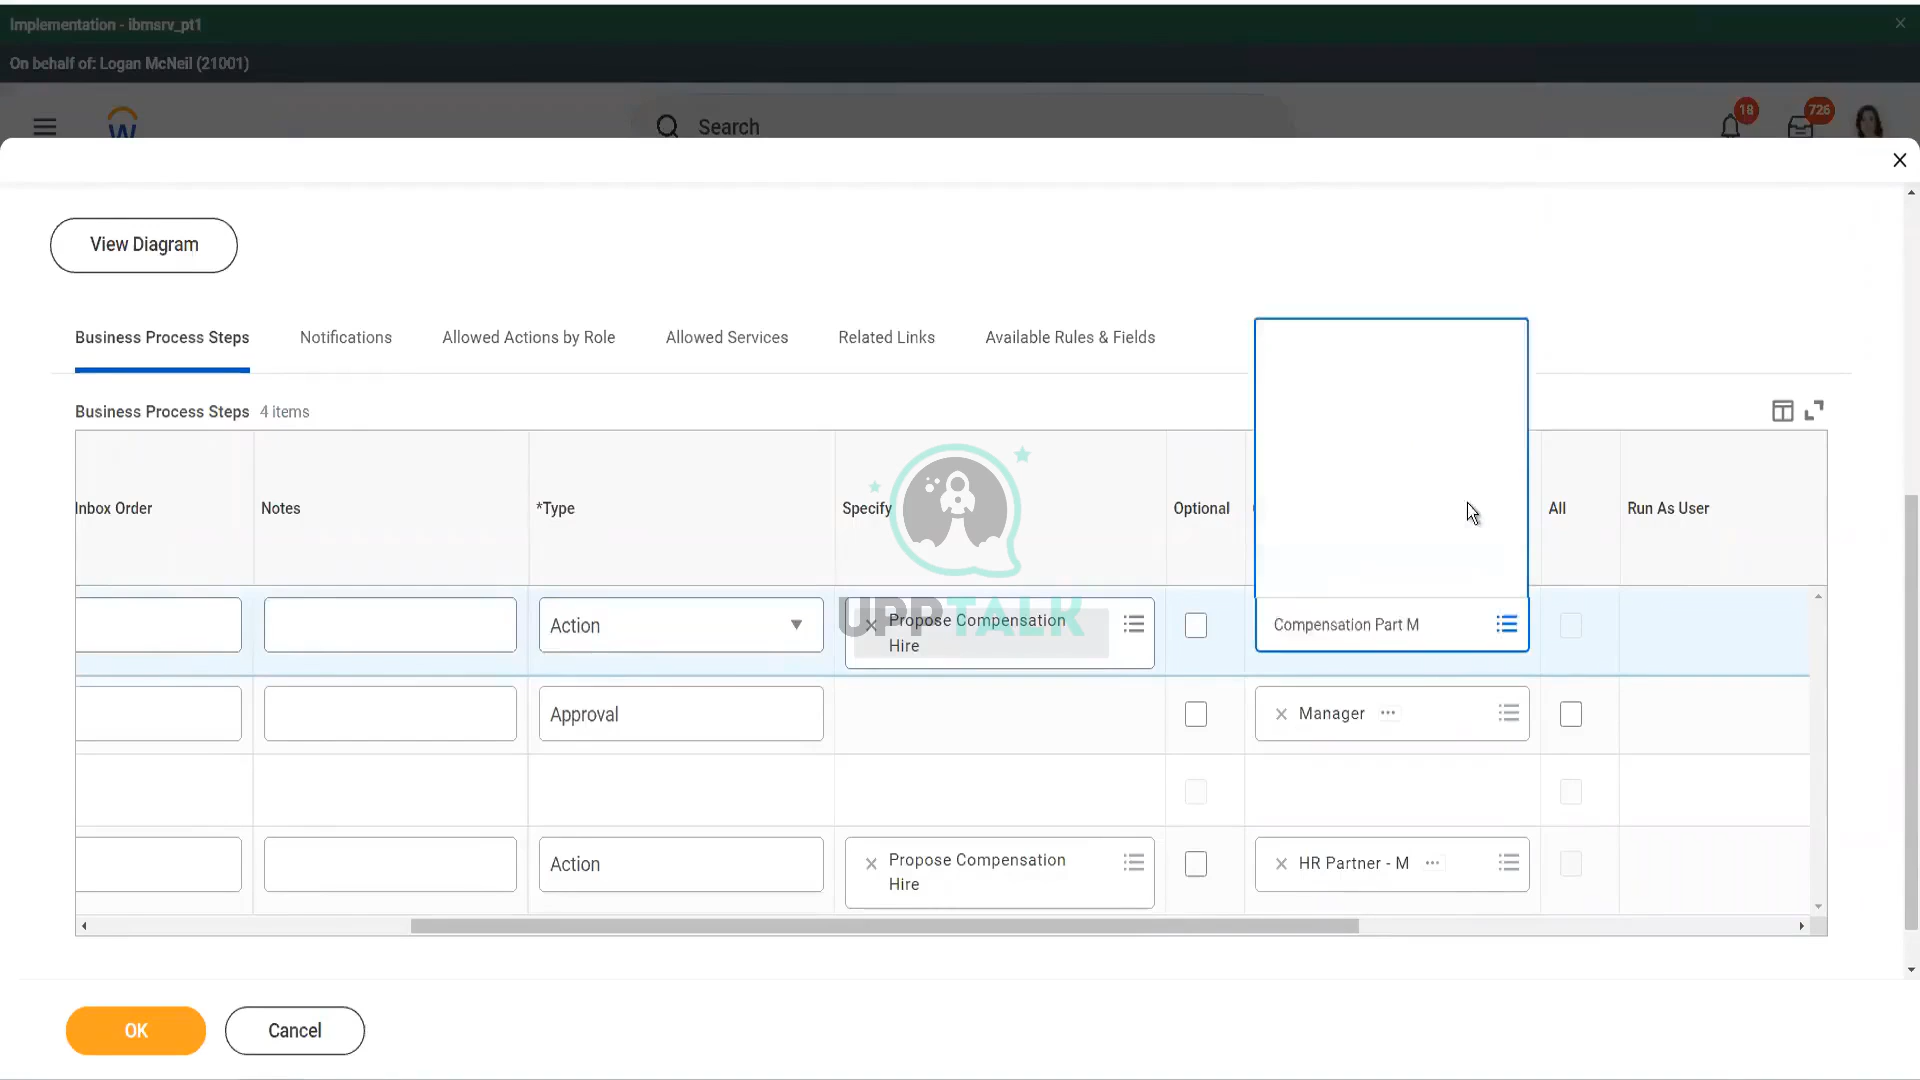 Implementation - ibmsrv_pt1
On behalf of: Logan McNeil (21001)
W
Search
18
726
View Diagram
Business Process Steps
Notifications
Allowed Actions by Role
Allowed Services
Related Links
Available Rules & Fields
Business Process Steps 4 items
Inbox Order
Notes
*Type
Specify
Optional
All
Run As User
Action
Propose Compensation
Hire
Compensation Part M
UPPTALK
Approval
Manager
Action
Propose Compensation
Hire
HR Partner - M
OK
Cancel